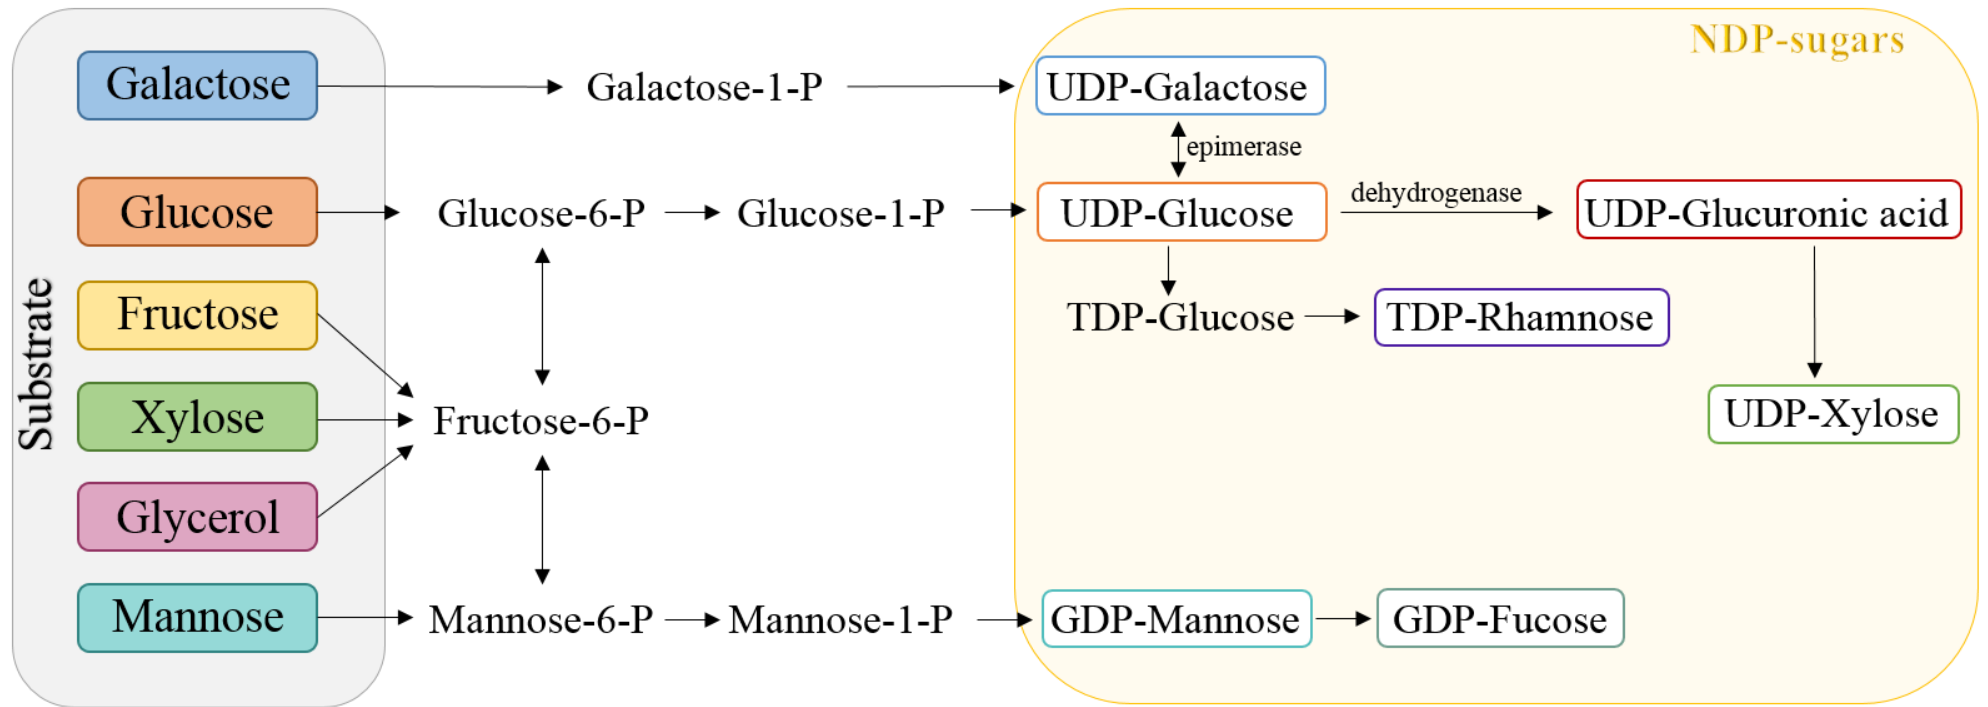 NDP-sugars
Galactose
Galactose-1-P
UDP-Galactose
epimerase
Glucose
Glucose-6-P
Glucose-1-P
UDP-Glucose
dehydrogenase
UDP-Glucuronic acid
Substrate
Fructose
TDP-Glucose
TDP-Rhamnose
Xylose
Fructose-6-P
UDP-Xylose
Glycerol
Mannose
Mannose-6-P
Mannose-1-P
GDP-Mannose
GDP-Fucose